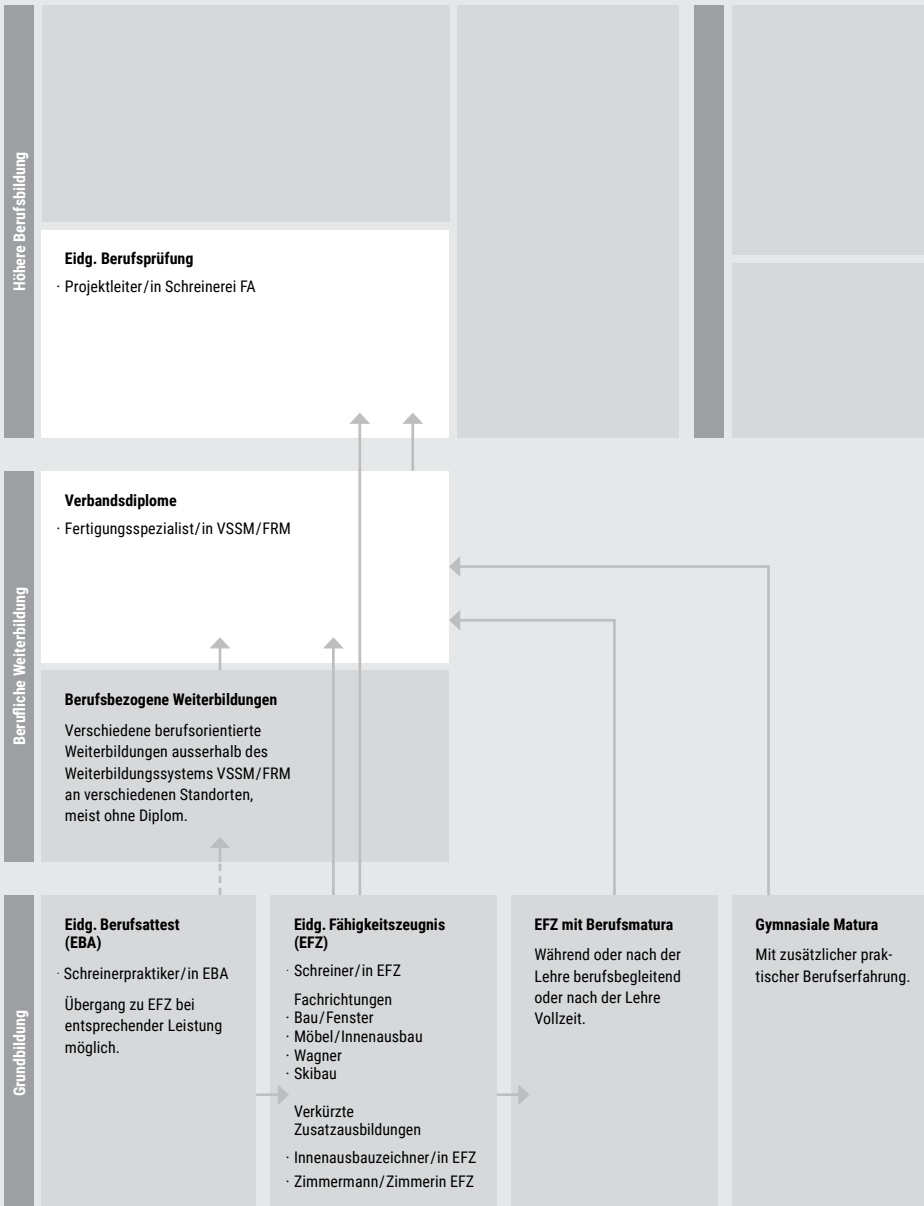 Höhere Berufsbildung
Eidg. Berufsprüfung
· Projektleiter/in Schreinerei FA
Berufliche Weiterbildung
Verbandsdiplome
· Fertigungsspezialist/in VSSM/FRM
Berufsbezogene Weiterbildungen
Verschiedene berufsorientierte
Weiterbildungen ausserhalb des
Weiterbildungssystems VSSM/FRM
an verschiedenen Standorten,
meist ohne Diplom.
Grundbildung
Eidg. Berufsattest
(EBA)
· Schreinerpraktiker/in EBA
Übergang zu EFZ bei
entsprechender Leistung
möglich.
Eidg. Fähigkeitszeugnis
(EFZ)
· Schreiner/in EFZ
Fachrichtungen
· Bau/Fenster
· Möbel/Innenausbau
· Wagner
· Skibau
Verkürzte
Zusatzausbildungen
· Innenausbauzeichner/in EFZ
· Zimmermann/Zimmerin EFZ
EFZ mit Berufsmatura
Während oder nach der
Lehre berufsbegleitend
oder nach der Lehre
Vollzeit.
Gymnasiale Matura
Mit zusätzlicher prak-
tischer Berufserfahrung.